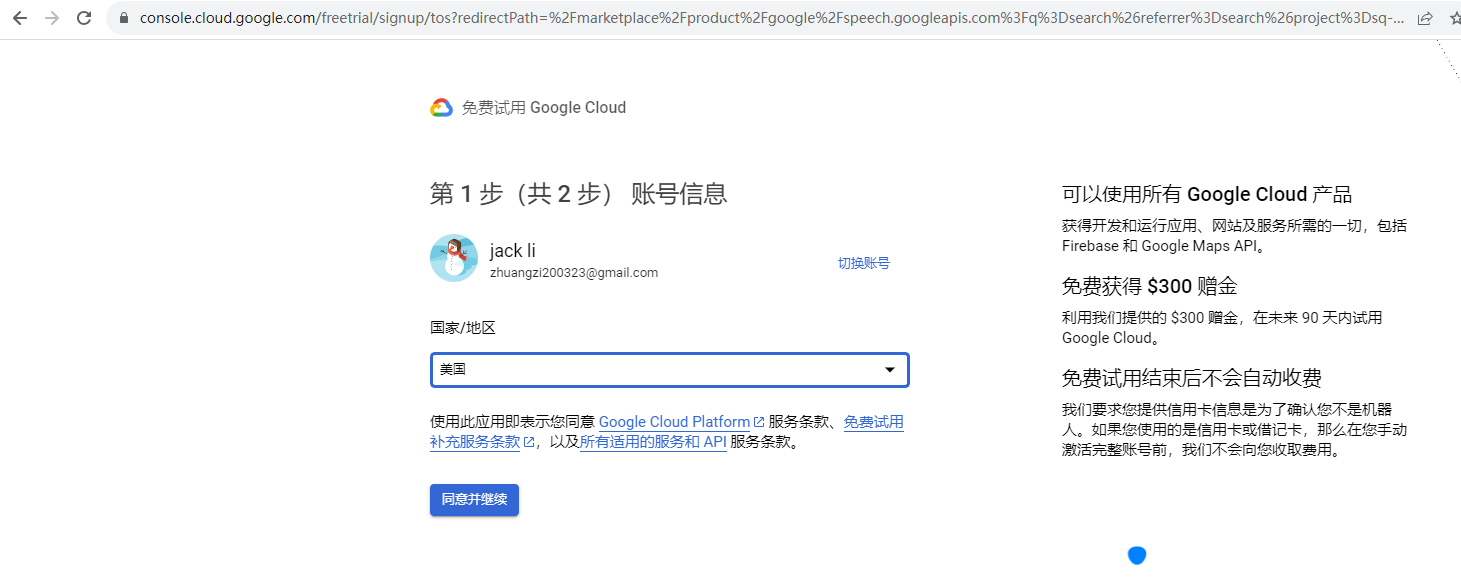 console.cloud.google.com/freetrial/signup/tos?redirectPath=%2Fmarketplace%2Fproduct%2Fgoogle%2Fspeech.googleapis.com%3Fq%3Dsearch%26referrer%3Dsearch%26project%3Dsq-...
免费试用 Google Cloud
第 1 步（共 2 步） 账号信息
jack li
zhuangzi200323@gmail.com
切换账号
国家/地区
美国
使用此应用即表示您同意 Google Cloud Platform 服务条款、免费试用
补充服务条款，以及所有适用的服务和 API 服务条款。
同意并继续
可以使用所有 Google Cloud 产品
获得开发和运行应用、网站及服务所需的一切，包括
Firebase 和 Google Maps API。
免费获得 $300 赠金
利用我们提供的 $300 赠金，在未来 90 天内试用
Google Cloud。
免费试用结束后不会自动收费
我们要求您提供信用卡信息是为了确认您不是机器
人。如果您使用的是信用卡或借记卡，那么在您手动
激活完整账号前，我们不会向您收取费用。